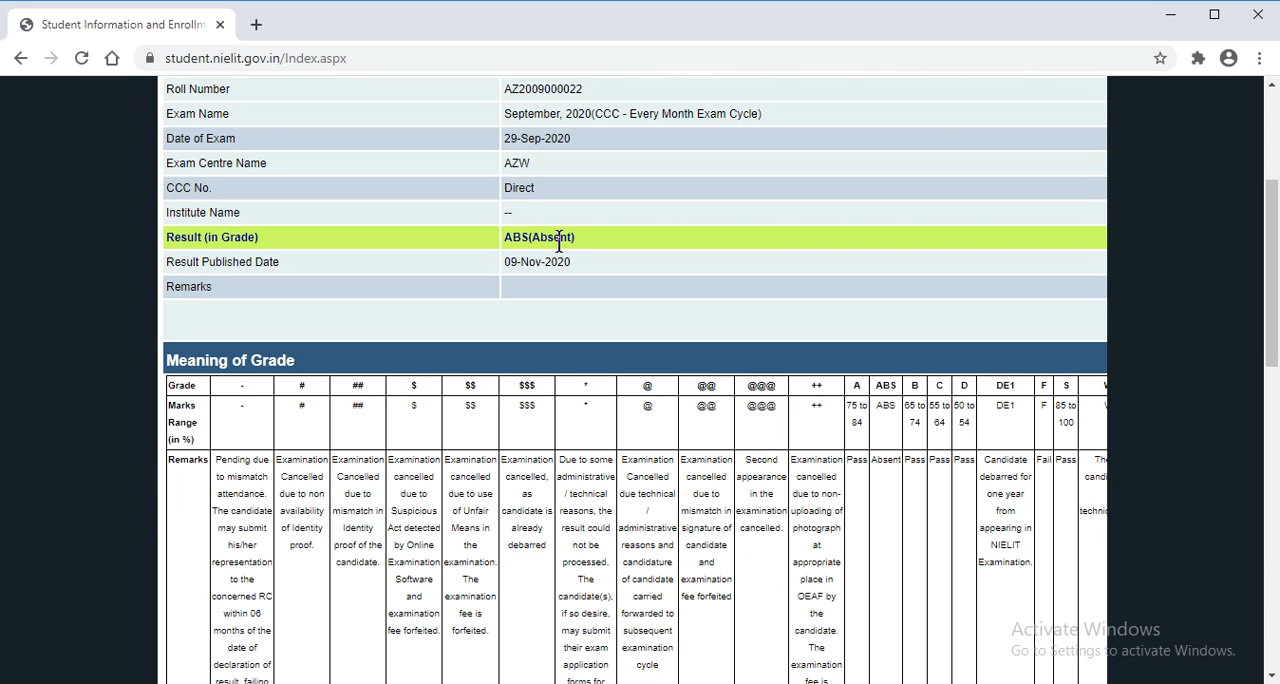 Student Information and Enrollm
student.nielit.gov.in/Index.aspx
Roll Number AZ2009000022
Exam Name September, 2020(CCC - Every Month Exam Cycle)
Date of Exam 29-Sep-2020
Exam Centre Name AZW
CCC No. Direct
Institute Name --
Result (in Grade) ABS(Absent)
Result Published Date 09-Nov-2020
Remarks
Meaning of Grade
Grade - # ## $ $$ $$$ * @ @@ @@@ ++ A ABS B C D DE1 F S
Marks - # ## $ $$ $$$ * @ @@ @@@ ++ 75 to ABS 65 to 55 to 50 to DE1 F 85 to
Range 84 74 64 54 100
(in %)
Remarks Pending due Examination Examination Examination Examination Examination Due to some Examination Examination Second Examination Pass Absent Pass Pass Pass Candidate Fail Pass
to mismatch Cancelled Cancelled cancelled cancelled cancelled, administrative Cancelled cancelled appearance cancelled debarred for
attendance. due to non due to due to due to use as / technical due technical due to in the due to non- one year
The candidate availability mismatch in Suspicious of Unfair candidate is reasons, the / mismatch in examination uploading of from
may submit of Identity Identity Act detected Means in already result could administrative signature of cancelled. photograph appearing in
his/her proof. proof of the by Online the debarred not be reasons and candidate at NIELIT
representation candidate. Examination examination. processed. candidature and appropriate Examination.
to the Software The The of candidate examination place in
concerned RC and examination candidate(s), carried fee forfeited OEAF by
within 06 examination fee is if so desire, forwarded to the
months of the fee forfeited. forfeited. may submit subsequent candidate.
date of their exam examination The
declaration of application cycle examination
result, failing forms for fee is
Activate Windows
Go to Settings to activate Windows.